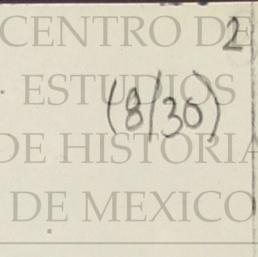 CENTRO DE
2
ESTUDIOS
(8/30)
DE HISTORIA
DE MEXICO